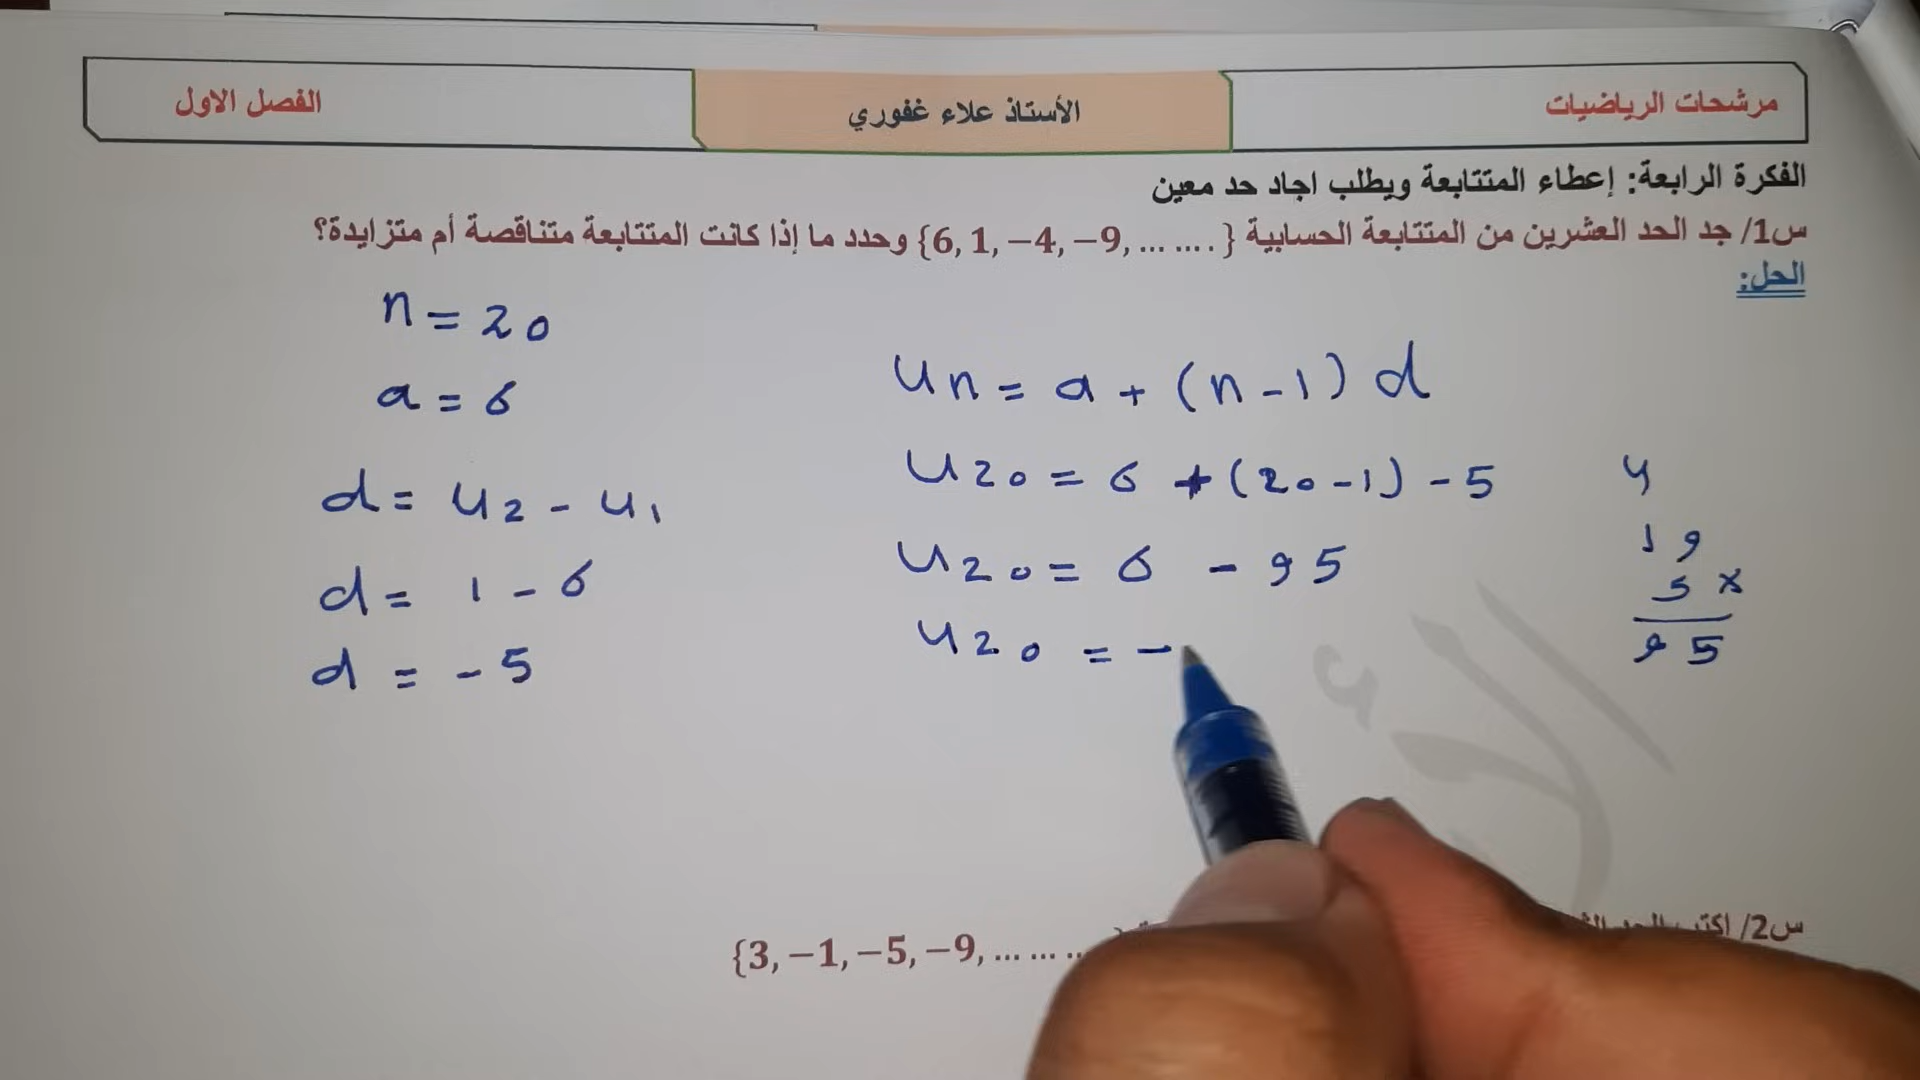 مرشحات الرياضيات
الأستاذ علاء غفوري
الفصل الاول
الفكرة الرابعة: إعطاء المتتابعة ويطلب اجاد حد معين
س1/ جد الحد العشرين من المتتابعة الحسابية {6, 1, −4, −9, … … . } وحدد ما إذا كانت المتتابعة متناقصة أم متزايدة؟
الحل:
n = 20
a = 6
d = u2 - u1
d = 1 - 6
d = - 5
un = a + (n - 1) d
u20 = 6 + (20 - 1) - 5
u20 = 6 - 95
u20 = -
4
19
5 ×
95
س2/ اكتب
{3, −1, −5, −9, … … ..